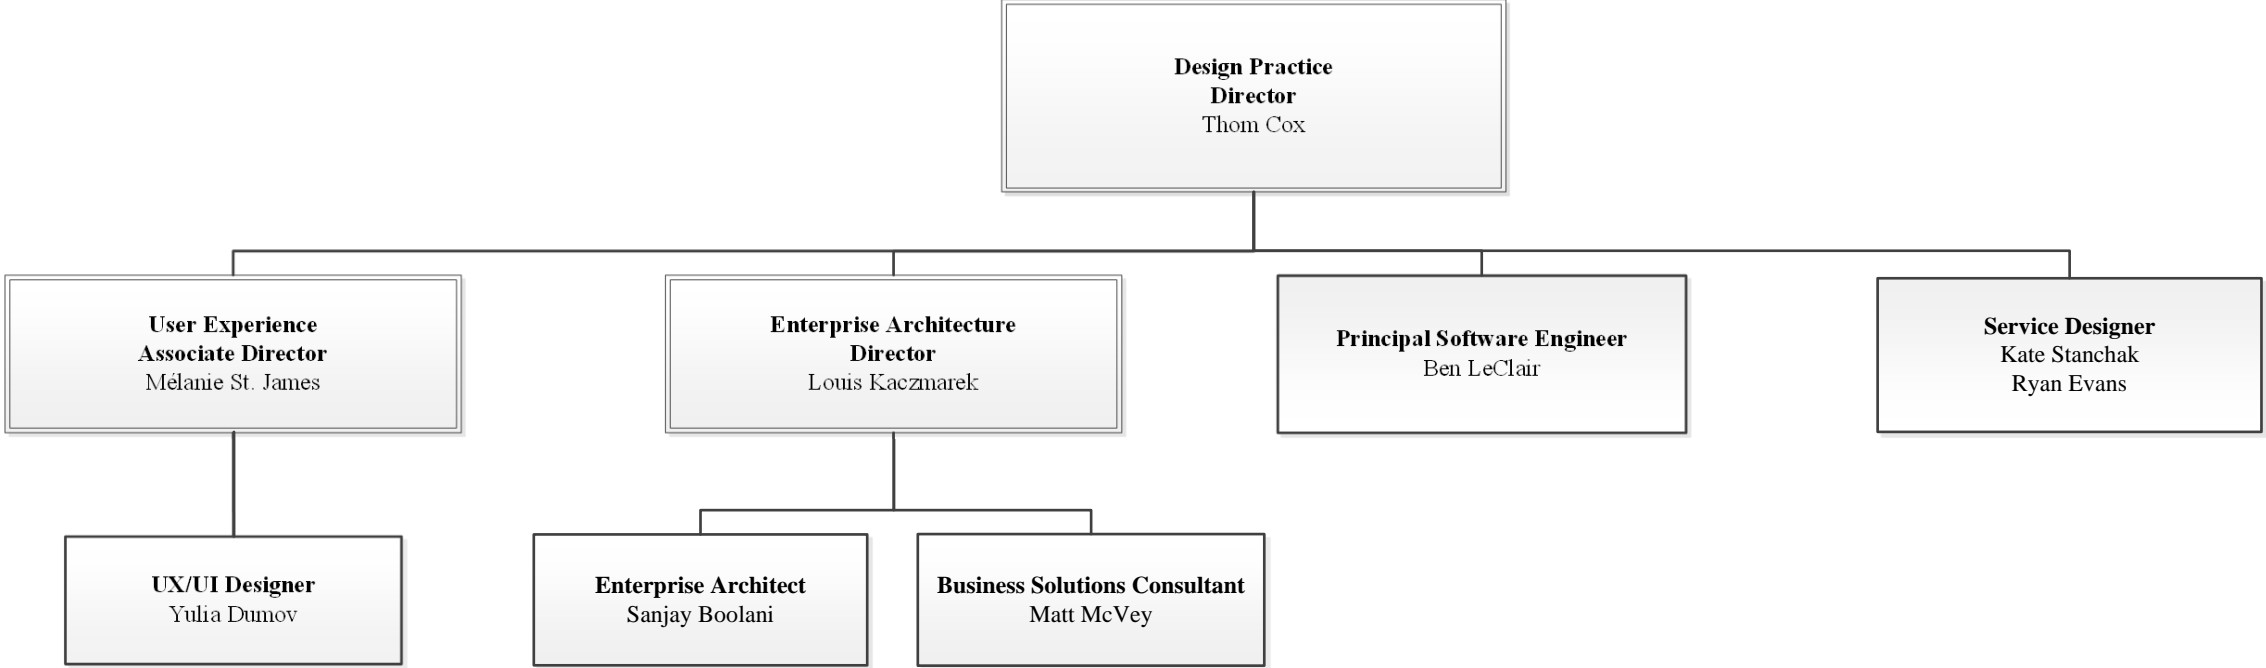 Design Practice
Director
Thom Cox
User Experience
Associate Director
Mélanie St. James
Enterprise Architecture
Director
Louis Kaczmarek
Principal Software Engineer
Ben LeClair
Service Designer
Kate Stanchak
Ryan Evans
UX/UI Designer
Yulia Dumov
Enterprise Architect
Sanjay Boolani
Business Solutions Consultant
Matt McVey